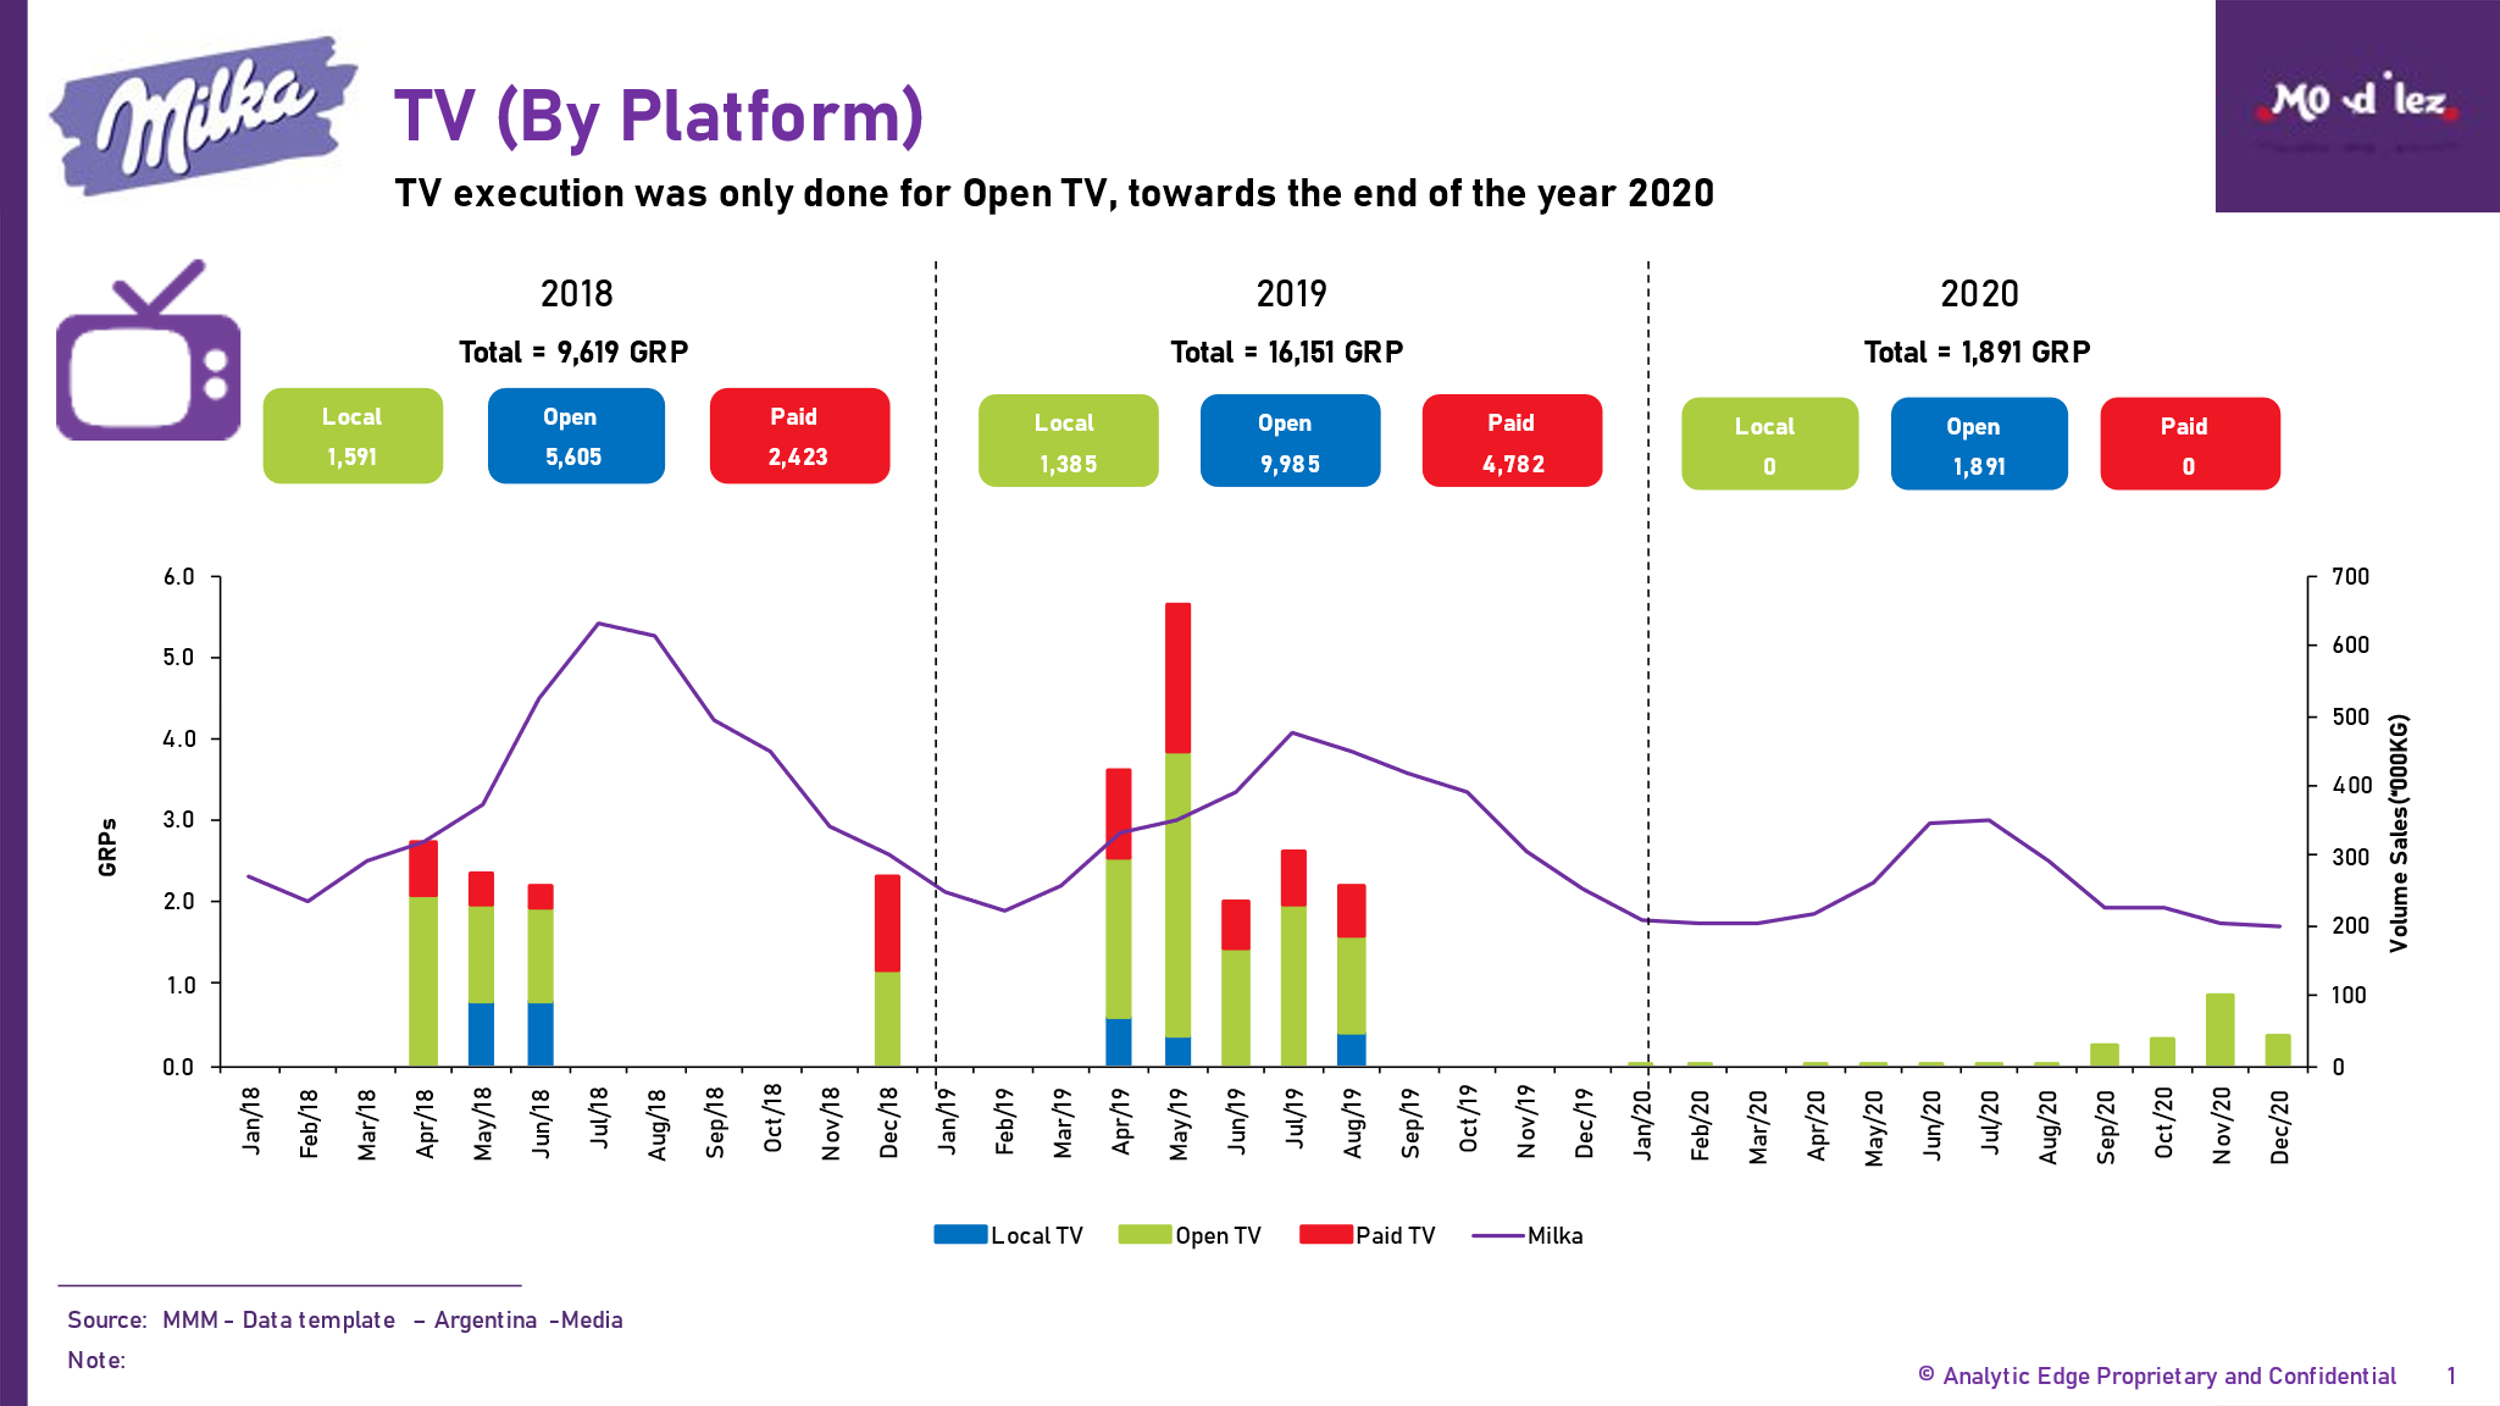 Milka
TV (By Platform)
TV execution was only done for Open TV, towards the end of the year 2020
2018
Total = 9,619 GRP
Local
1,591
Open
5,605
Paid
2,423
2019
Total = 16,151 GRP
Local
1,385
Open
9,985
Paid
4,782
2020
Total = 1,891 GRP
Local
0
Open
1,891
Paid
0
GRPs
6.0
5.0
4.0
3.0
2.0
1.0
0.0
700
600
500
400
300
200
100
0
Volume Sales('000KG)
Jan/18
Feb/18
Mar/18
Apr/18
May/18
Jun/18
Jul/18
Aug/18
Sep/18
Oct/18
Nov/18
Dec/18
Jan/19
Feb/19
Mar/19
Apr/19
May/19
Jun/19
Jul/19
Aug/19
Sep/19
Oct/19
Nov/19
Dec/19
Jan/20
Feb/20
Mar/20
Apr/20
May/20
Jun/20
Jul/20
Aug/20
Sep/20
Oct/20
Nov/20
Dec/20
Local TV
Open TV
Paid TV
Milka
Source: MMM - Data template – Argentina -Media
Note:
© Analytic Edge Proprietary and Confidential
1